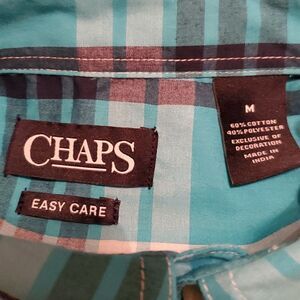 CHAPS
EASY CARE
M
60% COTTON
40% POLYESTER
EXCLUSIVE OF
DECORATION
MADE IN
INDIA